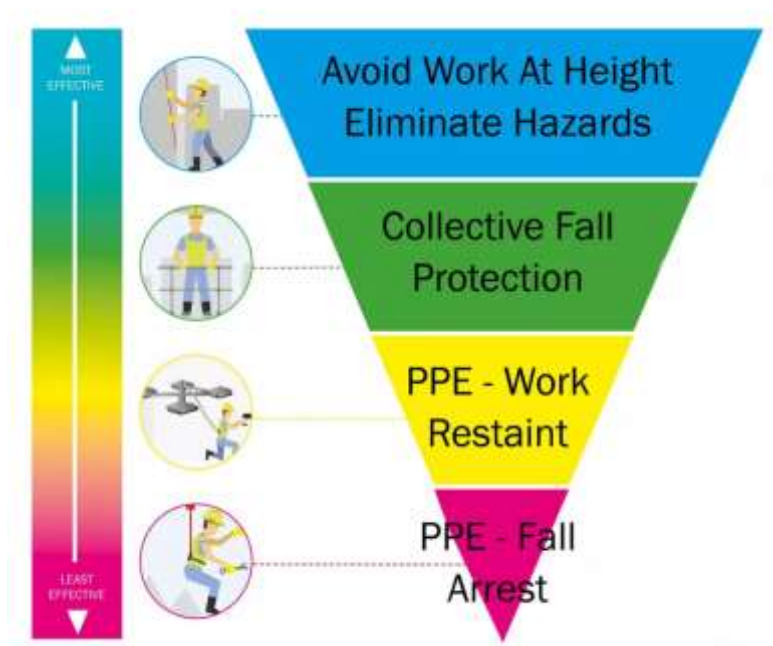 MOST
EFFECTIVE
Avoid Work At Height
Eliminate Hazards
Collective Fall
Protection
PPE - Work
Restaint
PPE - Fall
Arrest
LEAST
EFFECTIVE